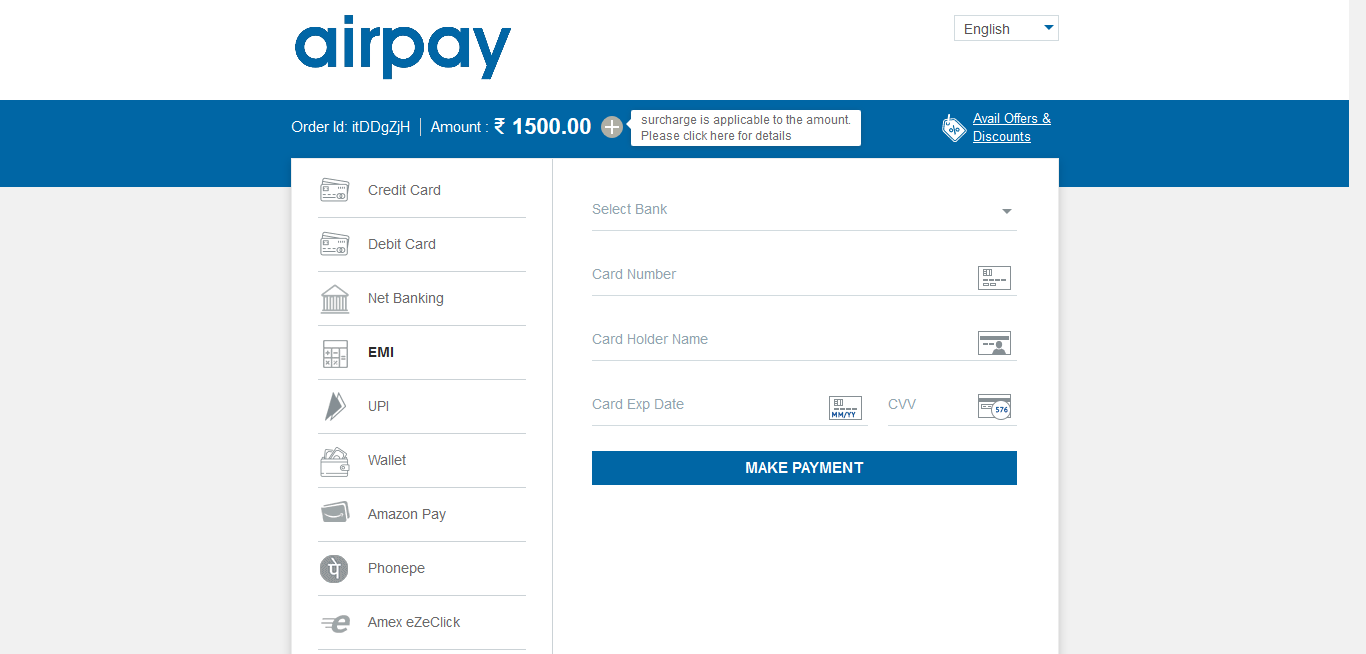 airpay
English
Order Id: itDDgZjH
Amount : ₹ 1500.00
surcharge is applicable to the amount.
Please click here for details
Avail Offers &
Discounts
Credit Card
Debit Card
Net Banking
EMI
UPI
Wallet
Amazon Pay
Phonepe
Amex eZeClick
Select Bank
Card Number
Card Holder Name
Card Exp Date
MM/YY
CVV
576
MAKE PAYMENT